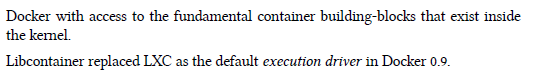 Docker with access to the fundamental container building-blocks that exist inside
the kernel.
Libcontainer replaced LXC as the default execution driver in Docker 0.9.